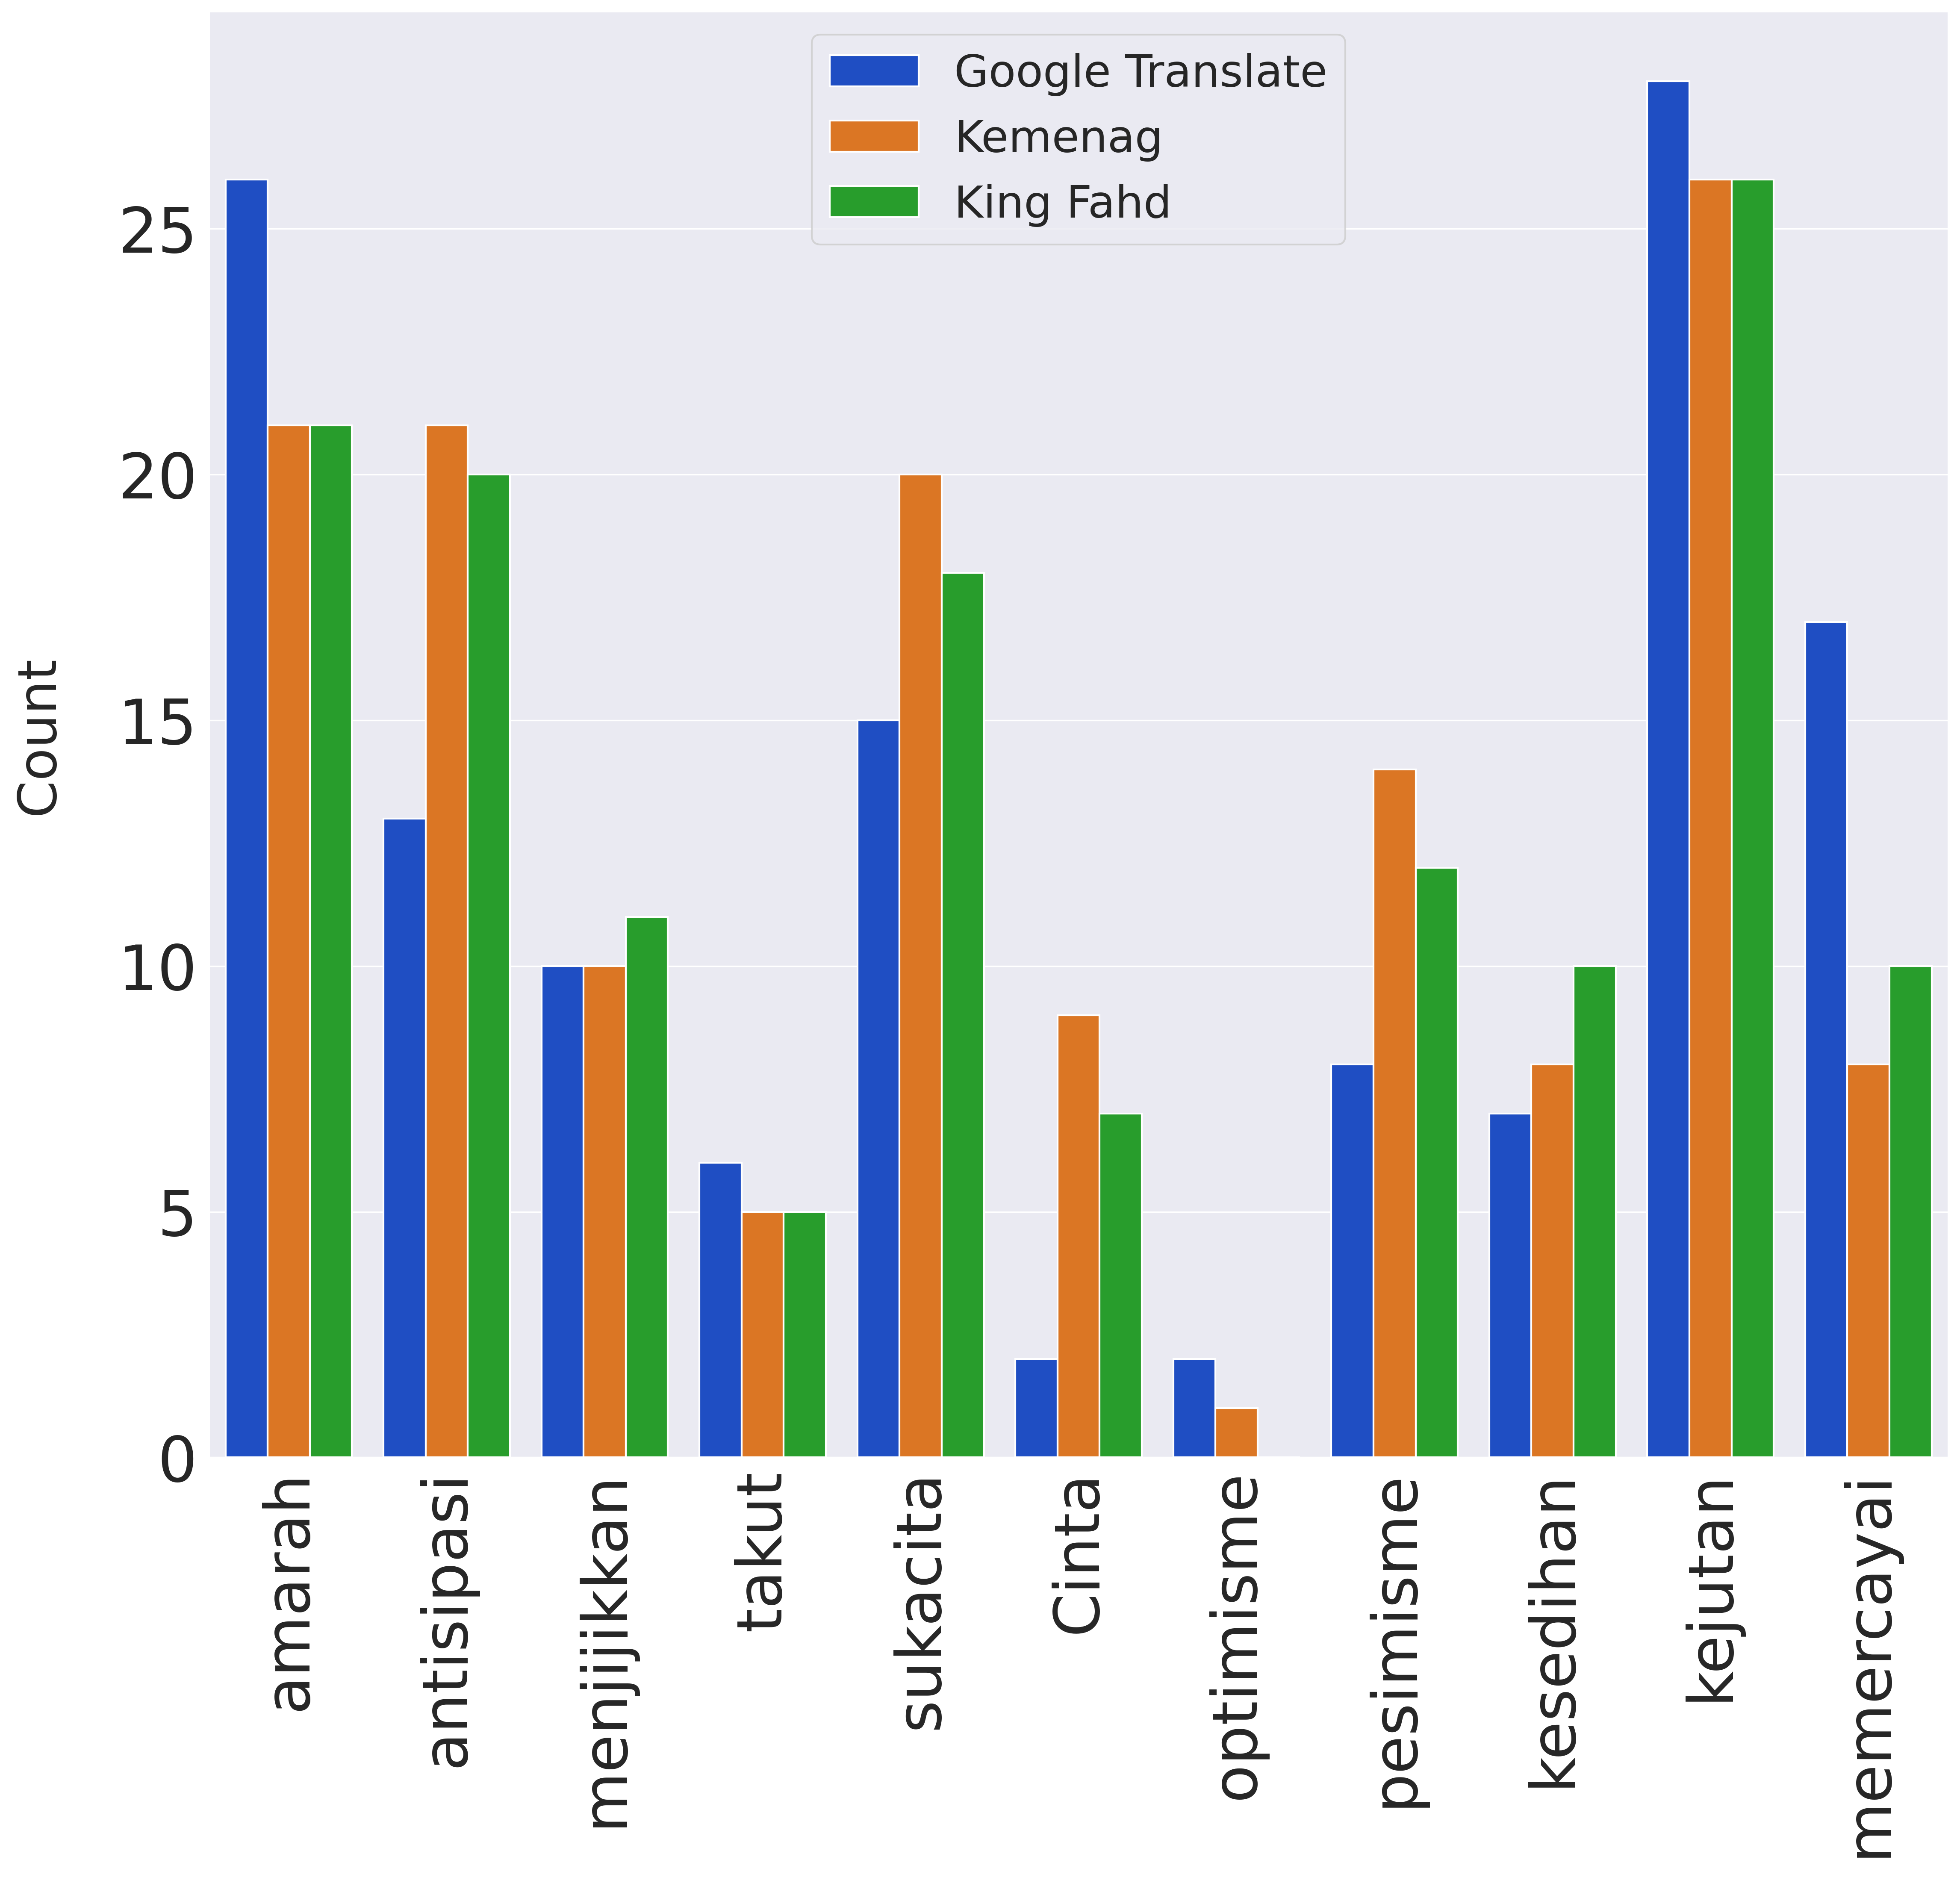 Google Translate
Kemenag
King Fahd
Count
25
20
15
10
5
0
amarah
antisipasi
menjijikkan
takut
sukacita
Cinta
optimisme
pesimisme
kesedihan
kejutan
memercayai